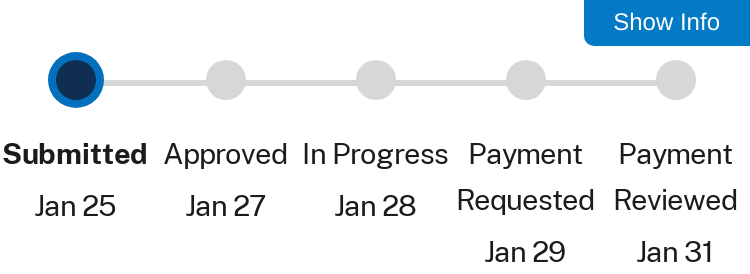 Show Info
Submitted
Jan 25
Approved
Jan 27
In Progress
Jan 28
Payment
Requested
Jan 29
Payment
Reviewed
Jan 31